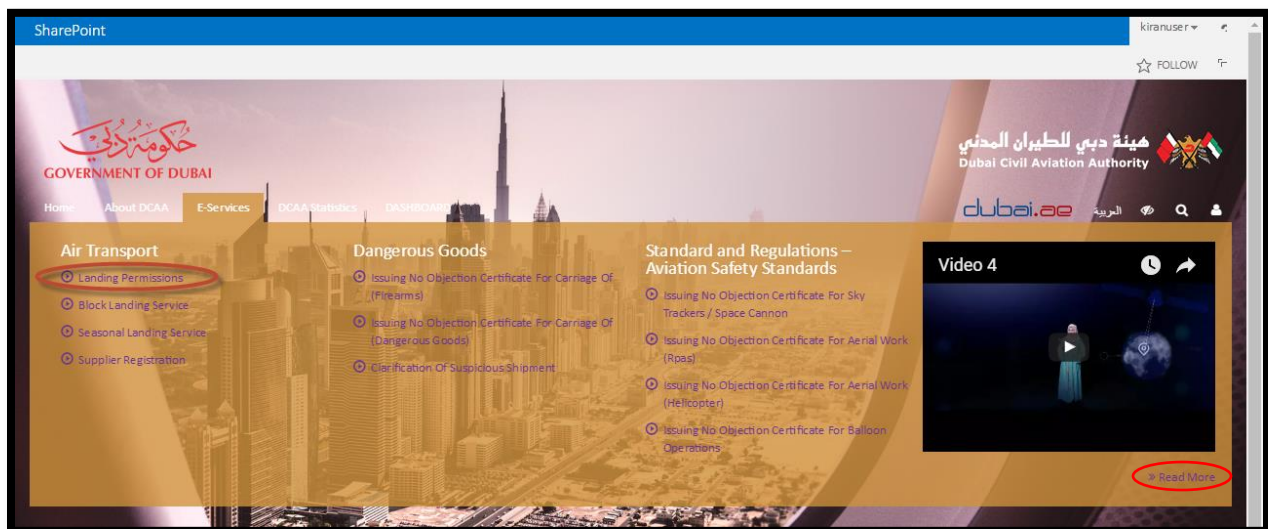 SharePoint
kiranuser
FOLLOW
حكومة دبي
GOVERNMENT OF DUBAI
هيئة دبي للطيران المدني
Dubai Civil Aviation Authority
Home
About DCAA
E-Services
DCAA Statistics
DASHBOARD
dubai.ae
العربية
Air Transport
Landing Permissions
Block Landing Service
Seasonal Landing Service
Supplier Registration
Dangerous Goods
Issuing No Objection Certificate For Carriage Of
(Firearms)
Issuing No Objection Certificate For Carriage Of
(Dangerous Goods)
Clarification Of Suspicious Shipment
Standard and Regulations –
Aviation Safety Standards
Issuing No Objection Certificate For Sky
Trackers / Space Cannon
Issuing No Objection Certificate For Aerial Work
(Rpas)
Issuing No Objection Certificate For Aerial Work
(Helicopter)
Issuing No Objection Certificate For Balloon
Operations
Video 4
» Read More